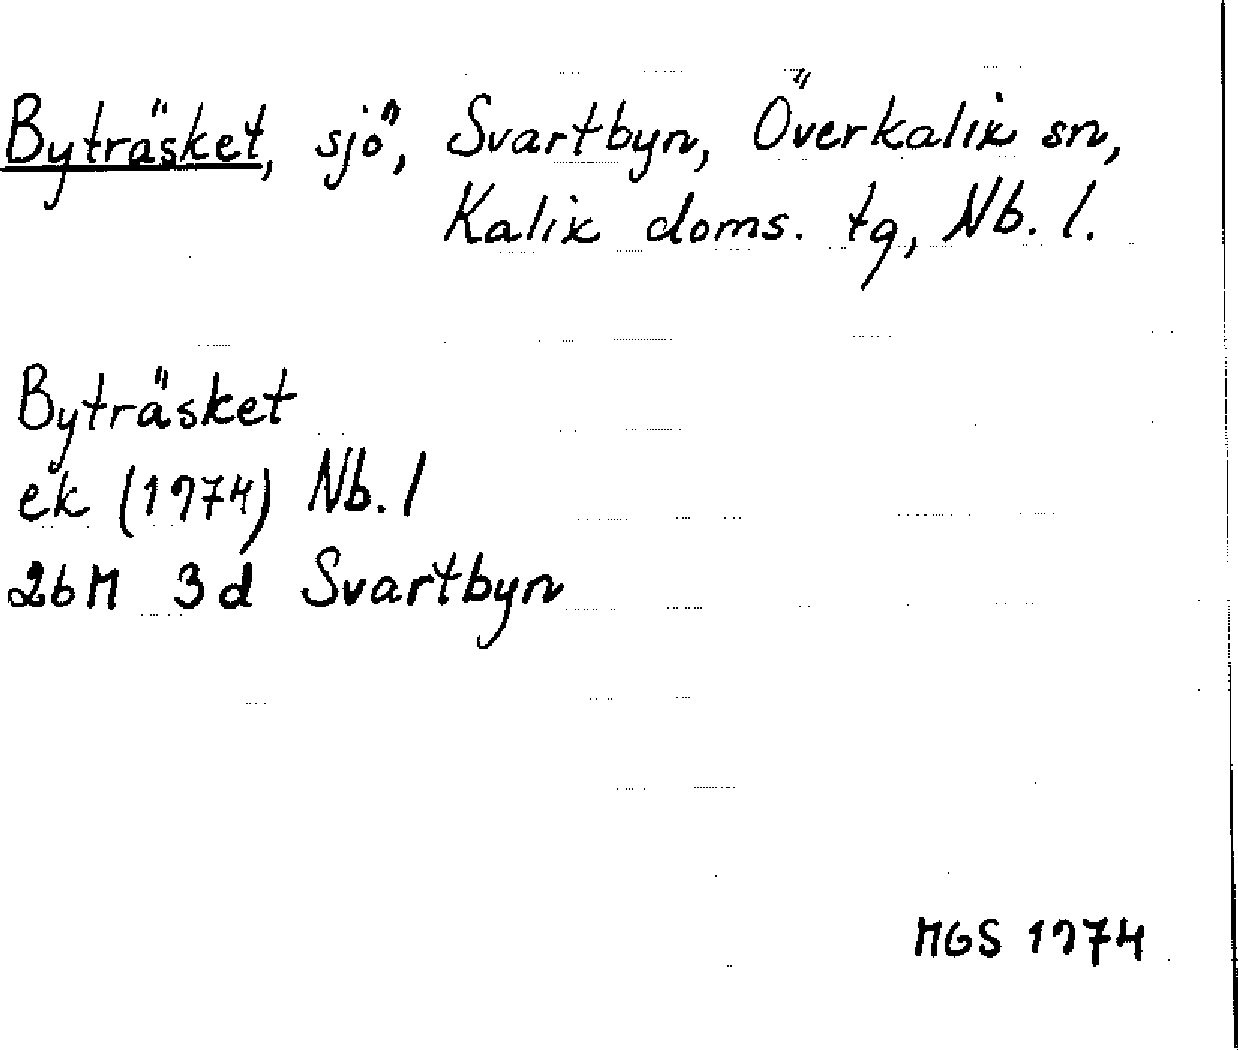 Byträsket, sjö, Svartbyn, Överkalix sn,
Kalix doms. tg, Nb. l.
Byträsket
ek (1974) Nb. l
26M 3d Svartbyn
MGS 1974